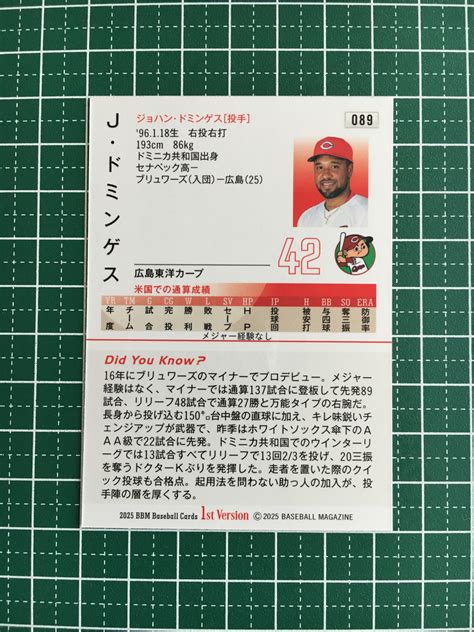 089
J・ドミンゲス
ジョハン・ドミンゲス[投手]
'96.1.18生 右投右打
193cm 86kg
ドミニカ共和国出身
セナペック高－
ブリュワーズ(入団)－広島(25)
42
広島東洋カープ
米国での通算成績
YR TM G CG W L SV HP IP H BB SO ERA
年度 チーム 試合 完投 勝利 敗戦 セーブ HP 投球回 被安打 与四球 奪三振 防御率
メジャー経験なし
Did You Know?
16年にブリュワーズのマイナーでプロデビュー。メジャー
経験はなく、マイナーでは通算137試合に登板して先発89
試合、リリーフ48試合で通算27勝と万能タイプの右腕だ。
長身から投げ込む150㌔台中盤の直球に加え、キレ味鋭いチ
ェンジアップが武器で、昨季はホワイトソックス傘下のA
AA級で22試合に先発。ドミニカ共和国でのウインターリ
ーグでは13試合すべてリリーフで13回2/3を投げ、20三振
を奪うドクターKぶりを発揮した。走者を置いた際のクイ
ック投球も合格点。起用法を問わない助っ人の加入が、投
手陣の層を厚くする。
2025 BBM Baseball Cards 1st Version © 2025 BASEBALL MAGAZINE